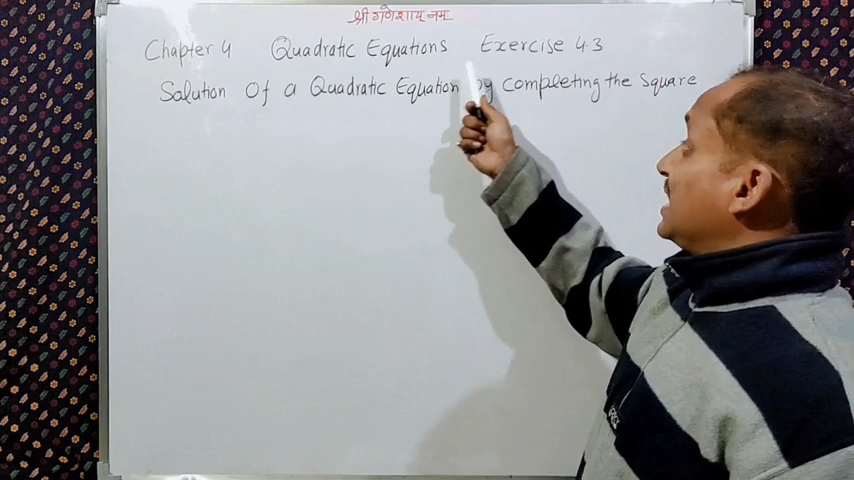 श्री गणेशाय् नमः
Chapter 4 Quadratic Equations Exercise 4.3
Solution Of a Quadratic Equation by Completing the Square